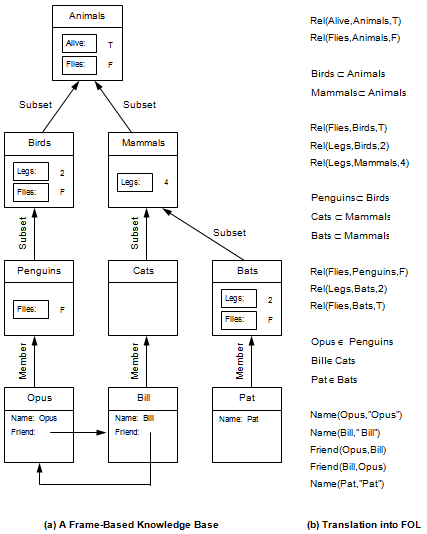 Animals
Alive: T
Flies: F
Subset
Subset
Birds
Legs: 2
Flies: F
Mammals
Legs: 4
Subset
Subset
Subset
Penguins
Flies: F
Cats
Bats
Legs: 2
Flies: F
Member
Member
Member
Opus
Name: Opus
Friend:
Bill
Name: Bill
Friend:
Pat
Name: Pat
(a) A Frame-Based Knowledge Base
Rel(Alive,Animals,T)
Rel(Flies,Animals,F)
Birds ⊂ Animals
Mammals⊂ Animals
Rel(Flies,Birds,T)
Rel(Legs,Birds,2)
Rel(Legs,Mammals,4)
Penguins⊂ Birds
Cats ⊂ Mammals
Bats ⊂ Mammals
Rel(Flies,Penguins,F)
Rel(Legs,Bats,2)
Rel(Flies,Bats,T)
Opus∈ Penguins
Bill∈ Cats
Pat∈ Bats
Name(Opus,"Opus")
Name(Bill," Bill")
Friend(Opus,Bill)
Friend(Bill,Opus)
Name(Pat,"Pat")
(b) Translation into FOL